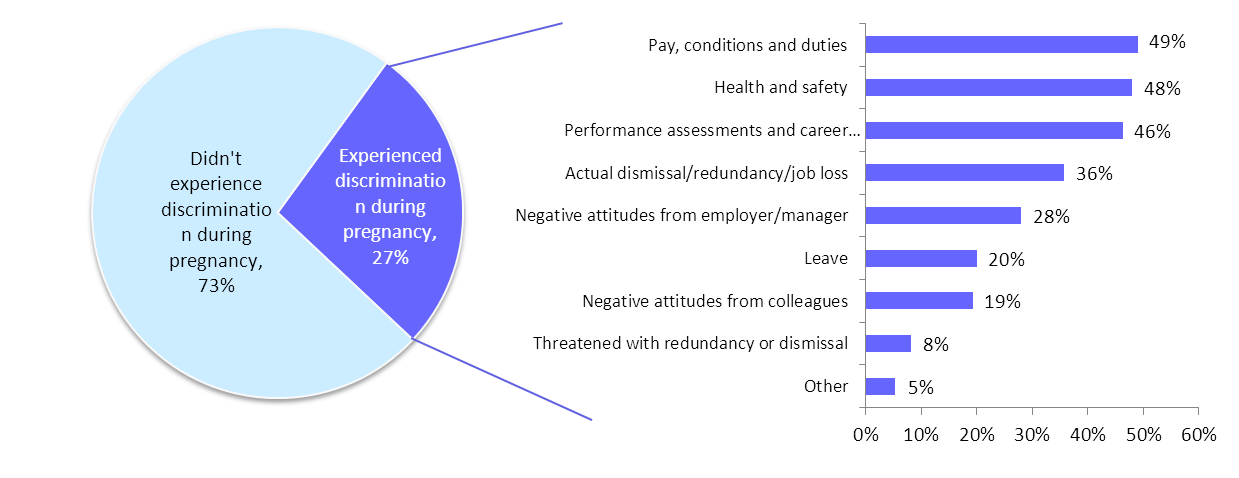 Didn't
experience
discriminatio
n during
pregnancy,
73%
Experienced
discriminatio
n during
pregnancy,
27%
Pay, conditions and duties 49%
Health and safety 48%
Performance assessments and career... 46%
Actual dismissal/redundancy/job loss 36%
Negative attitudes from employer/manager 28%
Leave 20%
Negative attitudes from colleagues 19%
Threatened with redundancy or dismissal 8%
Other 5%
0% 10% 20% 30% 40% 50% 60%